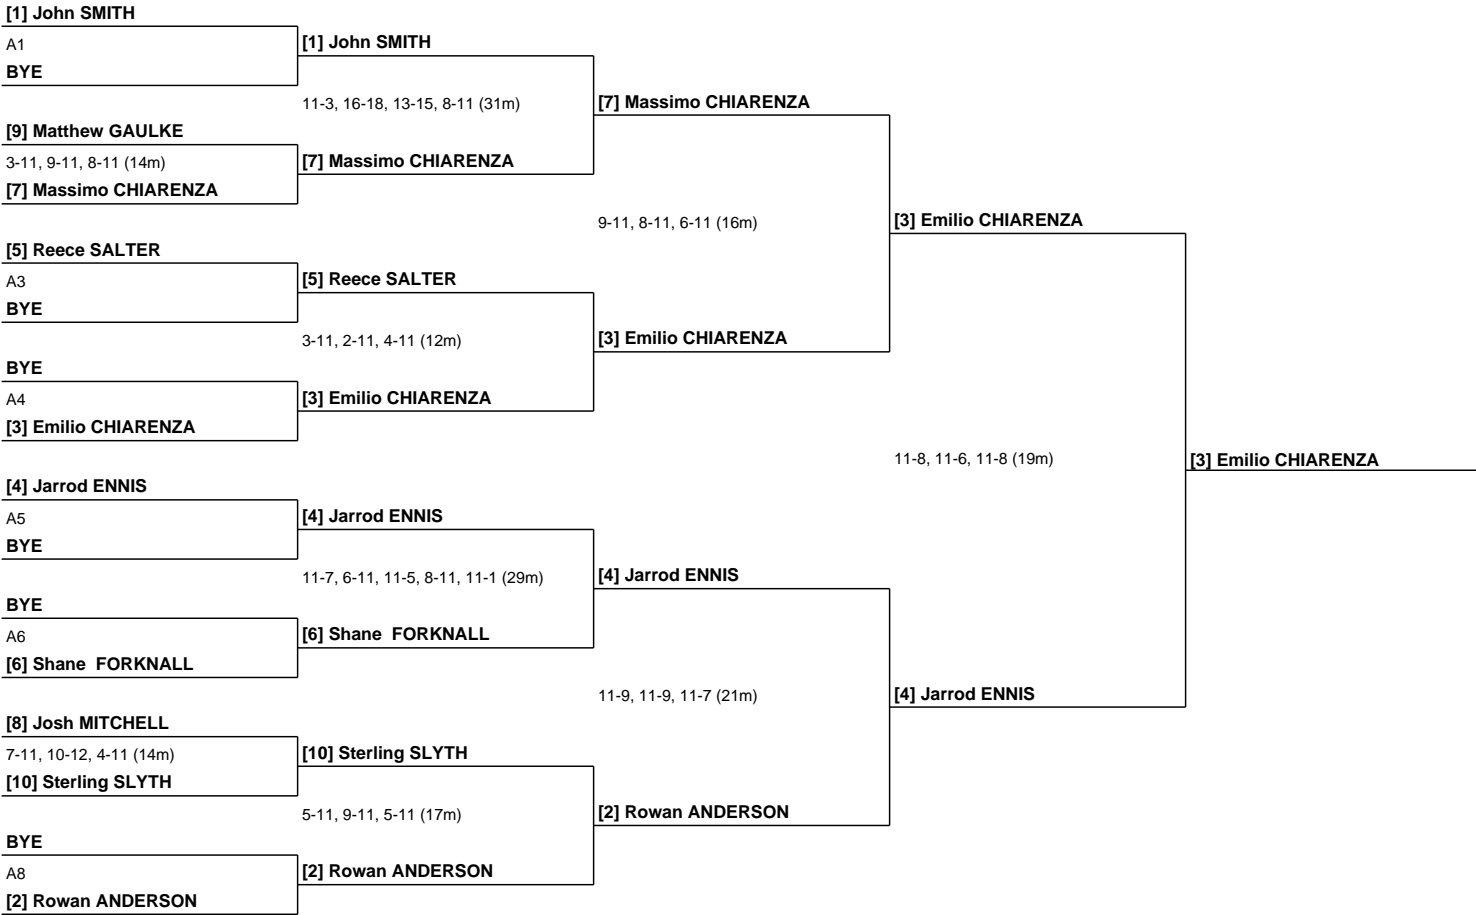 [1] John SMITH
A1
BYE
[9] Matthew GAULKE
3-11, 9-11, 8-11 (14m)
[7] Massimo CHIARENZA
[5] Reece SALTER
A3
BYE
BYE
A4
[3] Emilio CHIARENZA
[4] Jarrod ENNIS
A5
BYE
BYE
A6
[6] Shane  FORKNALL
[8] Josh MITCHELL
7-11, 10-12, 4-11 (14m)
[10] Sterling SLYTH
BYE
A8
[2] Rowan ANDERSON
[1] John SMITH
11-3, 16-18, 13-15, 8-11 (31m)
[7] Massimo CHIARENZA
[5] Reece SALTER
3-11, 2-11, 4-11 (12m)
[3] Emilio CHIARENZA
[4] Jarrod ENNIS
11-7, 6-11, 11-5, 8-11, 11-1 (29m)
[6] Shane  FORKNALL
[10] Sterling SLYTH
5-11, 9-11, 5-11 (17m)
[2] Rowan ANDERSON
[7] Massimo CHIARENZA
9-11, 8-11, 6-11 (16m)
[3] Emilio CHIARENZA
[4] Jarrod ENNIS
11-9, 11-9, 11-7 (21m)
[2] Rowan ANDERSON
[3] Emilio CHIARENZA
11-8, 11-6, 11-8 (19m)
[4] Jarrod ENNIS
[3] Emilio CHIARENZA